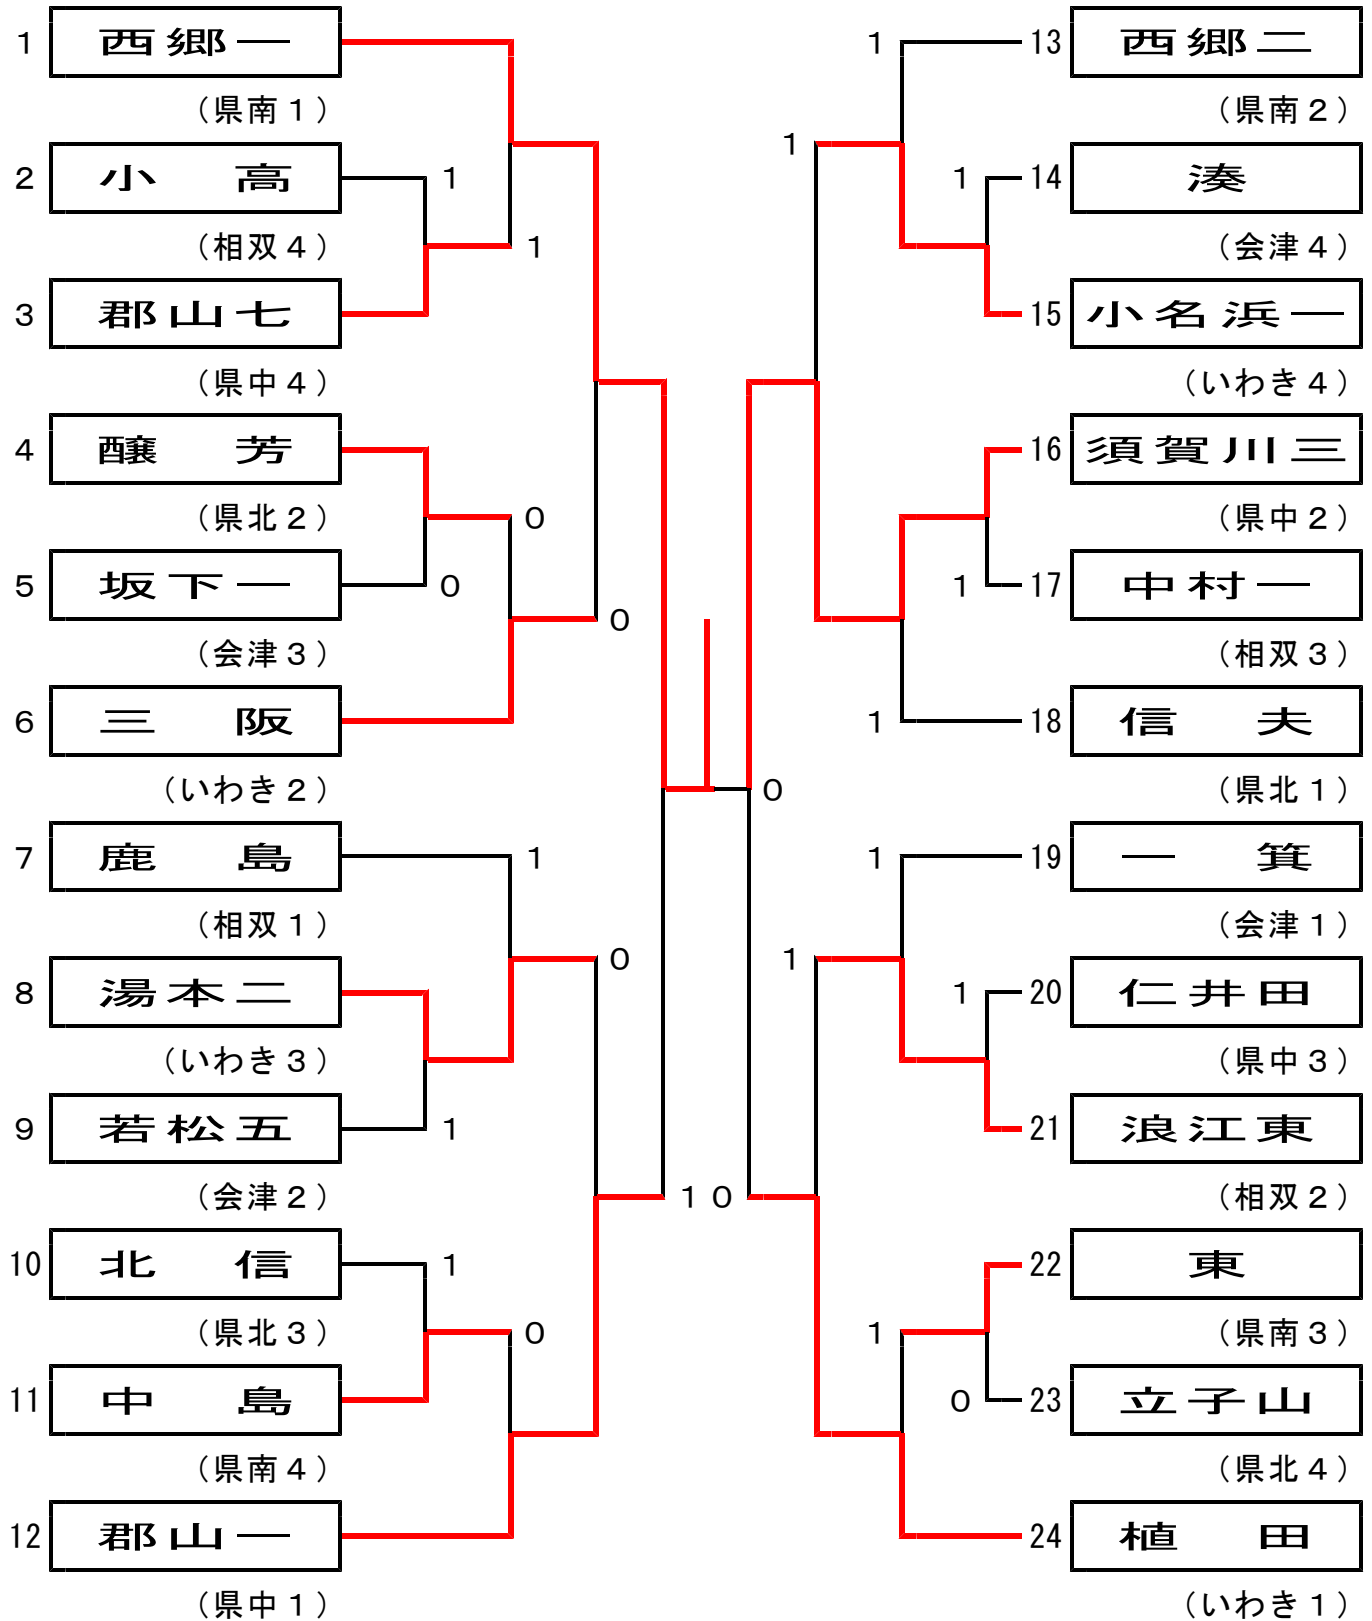 1 西郷一 1 13 西郷二
（県南１） （県南２）
1
2 小　高 1 1 14 湊
（相双４） 1 （会津４）
3 郡山七 15 小名浜一
（県中４） （いわき４）
4 醸　芳 16 須賀川三
（県北２） 0 （県中２）
5 坂下一 0 1 17 中村一
0
（会津３） （相双３）
6 三　阪 1 18 信　夫
（いわき２） 0 （県北１）
7 鹿　島 1 1 19 一　箕
（相双１） （会津１）
0 1
8 湯本二 1 20 仁井田
（いわき３） （県中３）
9 若松五 1 21 浪江東
（会津２） 1 0 （相双２）
10 北　信 1 22 東
（県北３） 0 1 （県南３）
11 中　島 0 23 立子山
（県南４） （県北４）
12 郡山一 24 植　田
（県中１） （いわき１）